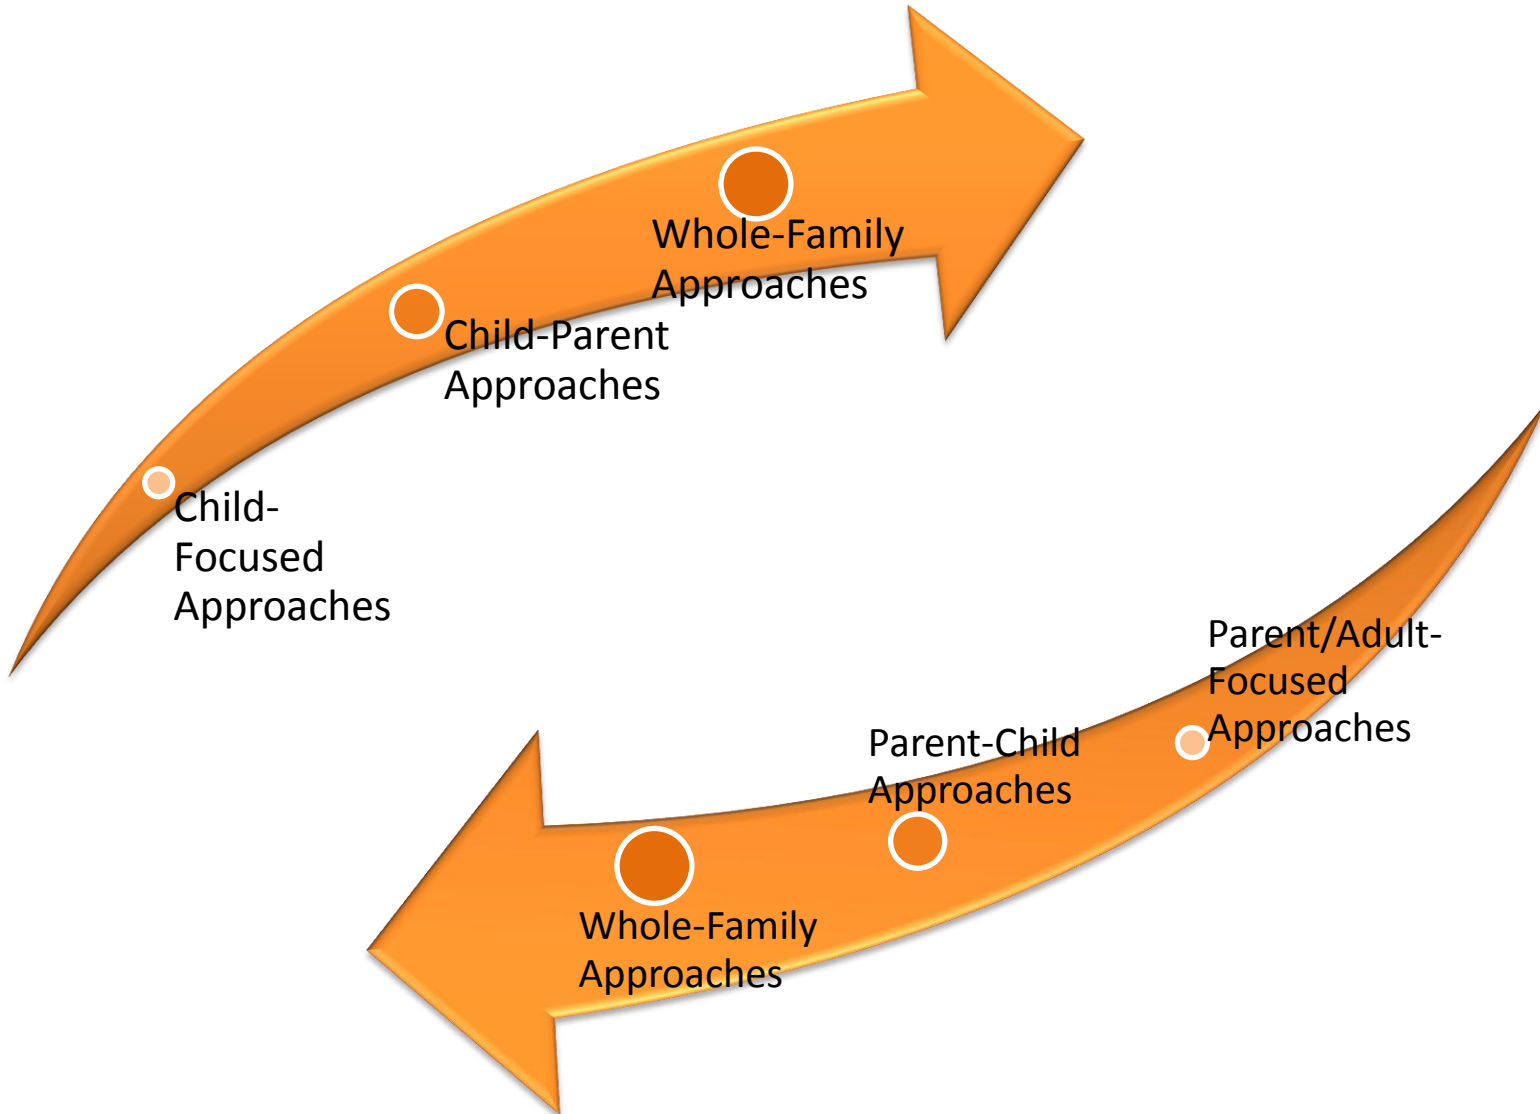 Whole-Family
Approaches
Child-Parent
Approaches
Child-
Focused
Approaches
Parent/Adult-
Focused
Approaches
Parent-Child
Approaches
Whole-Family
Approaches